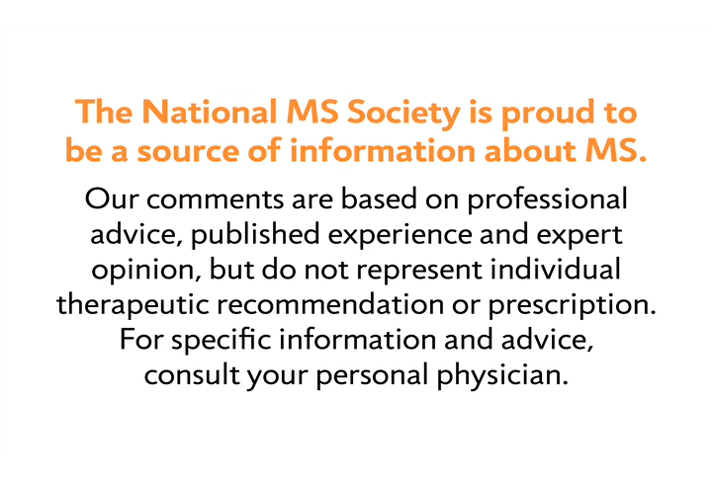 The National MS Society is proud to
be a source of information about MS.
Our comments are based on professional
advice, published experience and expert
opinion, but do not represent individual
therapeutic recommendation or prescription.
For specific information and advice,
consult your personal physician.